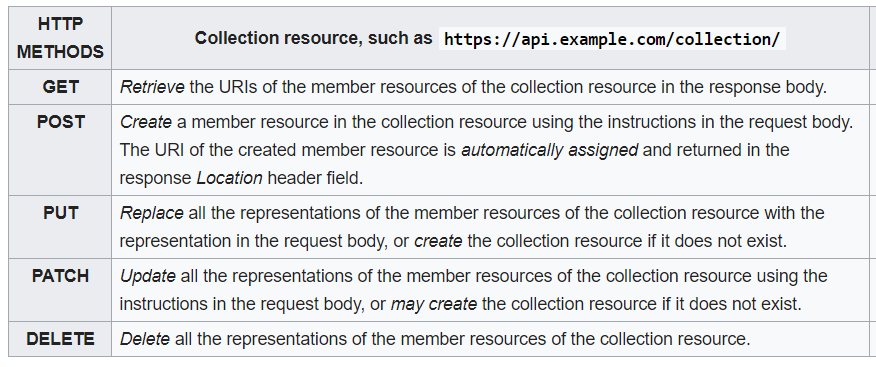 HTTP
METHODS
Collection resource, such as https://api.example.com/collection/
GET
Retrieve the URIs of the member resources of the collection resource in the response body.
POST
Create a member resource in the collection resource using the instructions in the request body.
The URI of the created member resource is automatically assigned and returned in the
response Location header field.
PUT
Replace all the representations of the member resources of the collection resource with the
representation in the request body, or create the collection resource if it does not exist.
PATCH
Update all the representations of the member resources of the collection resource using the
instructions in the request body, or may create the collection resource if it does not exist.
DELETE
Delete all the representations of the member resources of the collection resource.